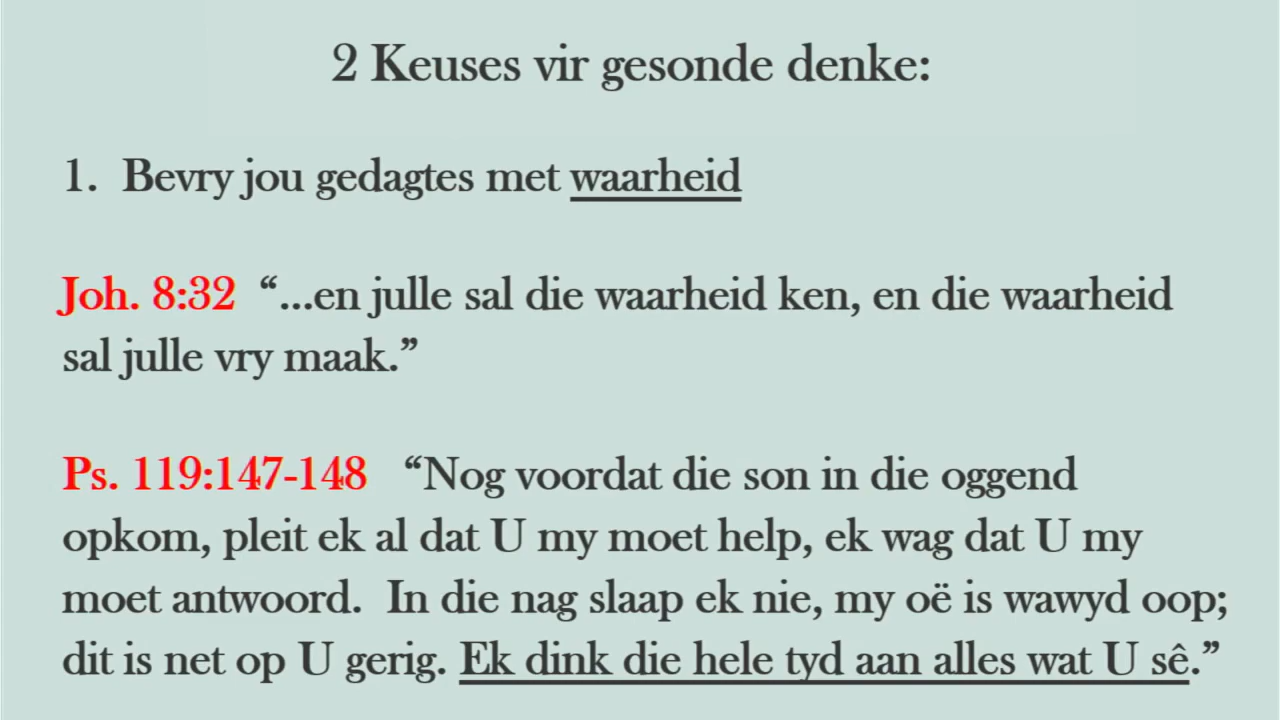 2 Keuses vir gesonde denke:
1. Bevry jou gedagtes met waarheid
Joh. 8:32 “...en julle sal die waarheid ken, en die waarheid
sal julle vry maak.”
Ps. 119:147-148 “Nog voordat die son in die oggend
opkom, pleit ek al dat U my moet help, ek wag dat U my
moet antwoord. In die nag slaap ek nie, my oë is wawyd oop;
dit is net op U gerig. Ek dink die hele tyd aan alles wat U sê.”